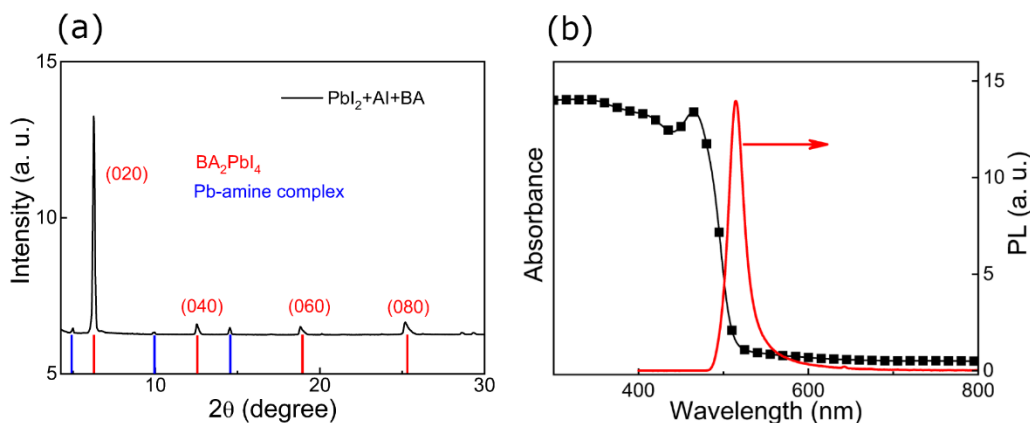 (a)
15
10
5
Intensity (a. u.)
PbI2+AI+BA
(020)
BA2PbI4
Pb-amine complex
(040)
(060)
(080)
10
20
30
2θ (degree)
(b)
Absorbance
15
10
5
0
PL (a. u.)
400
600
800
Wavelength (nm)